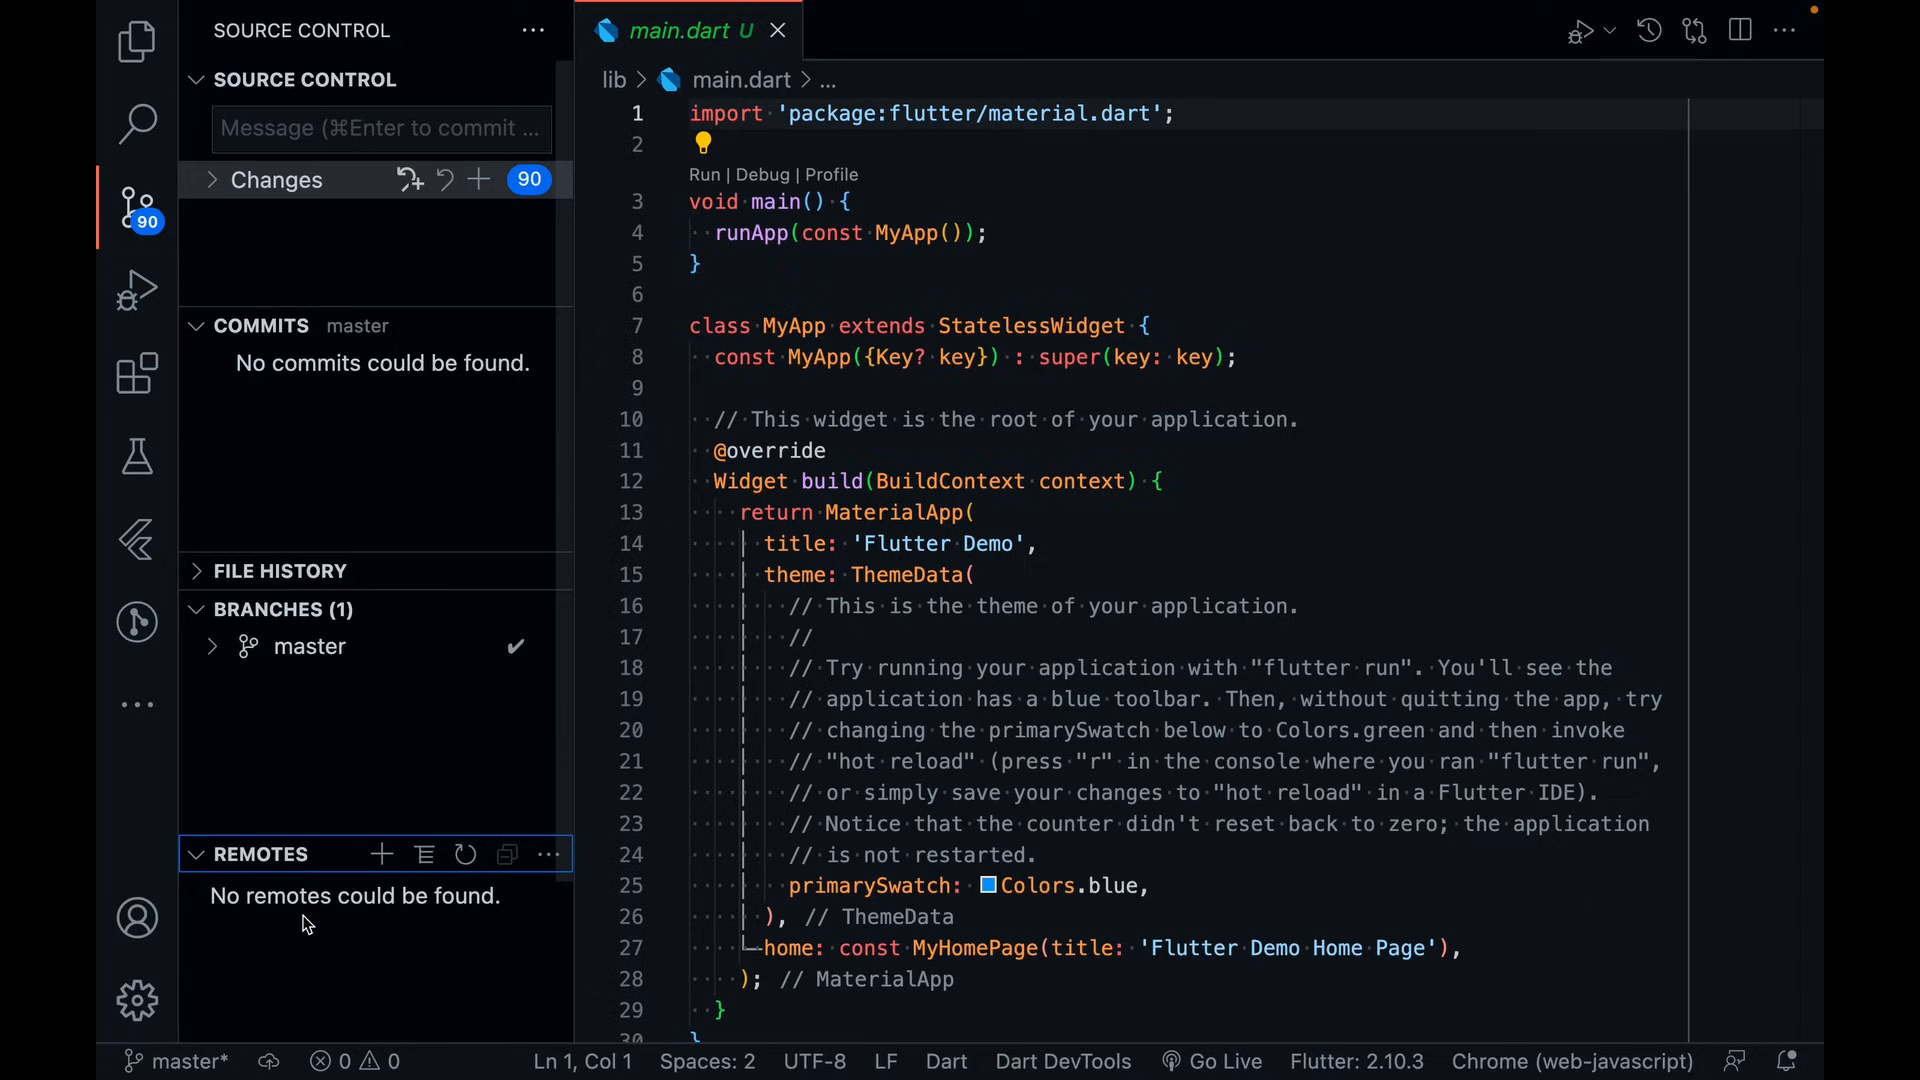 SOURCE CONTROL
SOURCE CONTROL
Message (⌘Enter to commit ...
Changes 90
90
COMMITS master
No commits could be found.
FILE HISTORY
BRANCHES (1)
master
REMOTES
No remotes could be found.
main.dart U
lib > main.dart > ...
1 import 'package:flutter/material.dart';
2
Run | Debug | Profile
3 void main() {
4 runApp(const MyApp());
5 }
6
7 class MyApp extends StatelessWidget {
8 const MyApp({Key? key}) : super(key: key);
9
10 // This widget is the root of your application.
11 @override
12 Widget build(BuildContext context) {
13 return MaterialApp(
14 title: 'Flutter Demo',
15 theme: ThemeData(
16 // This is the theme of your application.
17 //
18 // Try running your application with "flutter run". You'll see the
19 // application has a blue toolbar. Then, without quitting the app, try
20 // changing the primarySwatch below to Colors.green and then invoke
21 // "hot reload" (press "r" in the console where you ran "flutter run",
22 // or simply save your changes to "hot reload" in a Flutter IDE).
23 // Notice that the counter didn't reset back to zero; the application
24 // is not restarted.
25 primarySwatch: Colors.blue,
26 ), // ThemeData
27 home: const MyHomePage(title: 'Flutter Demo Home Page'),
28 ); // MaterialApp
29 }
30 }
master* 0 0 Ln 1, Col 1 Spaces: 2 UTF-8 LF Dart Dart DevTools Go Live Flutter: 2.10.3 Chrome (web-javascript)